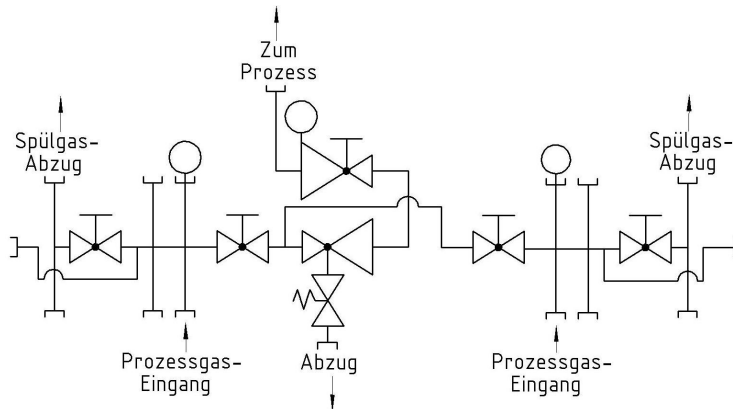 Zum
Prozess
Spülgas-
Abzug
Spülgas-
Abzug
Prozessgas-
Eingang
Abzug
Prozessgas-
Eingang